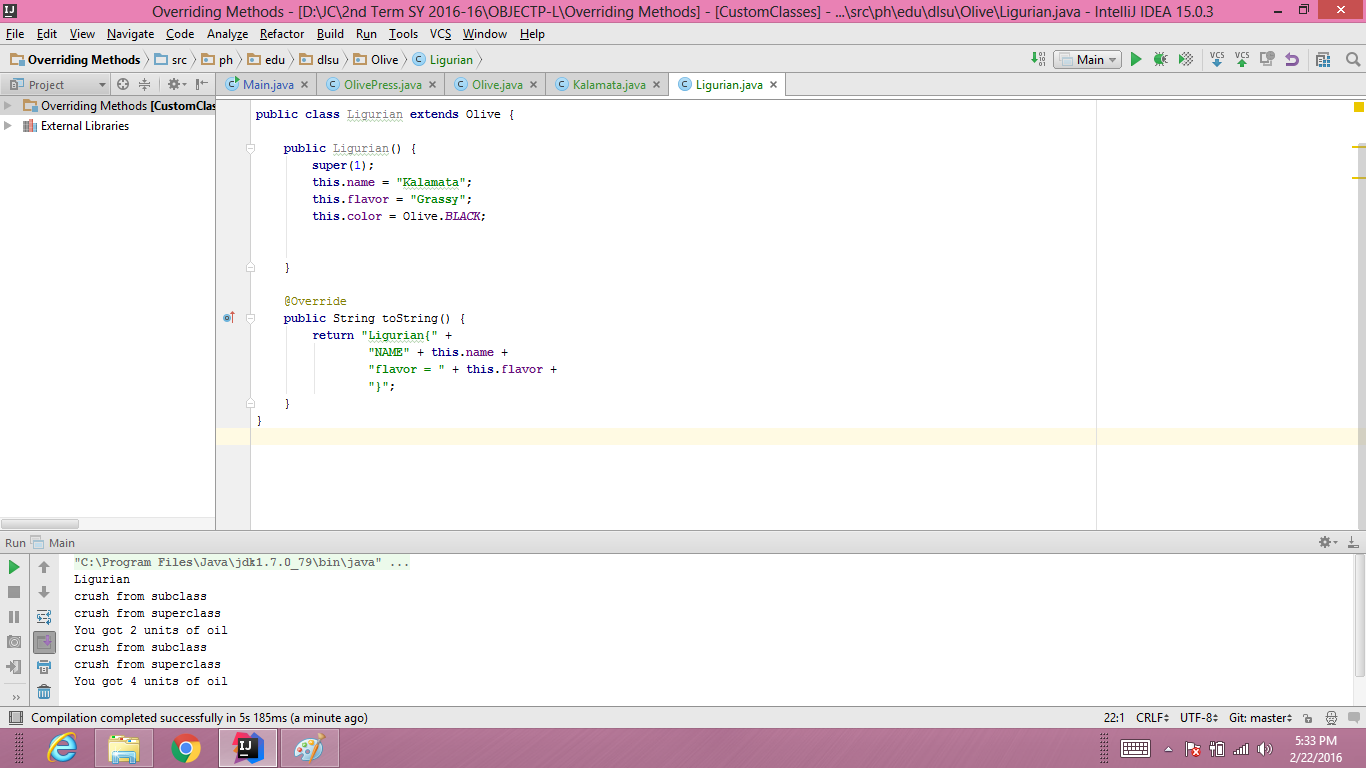 Overriding Methods - [D:\JC\2nd Term SY 2016-16\OBJECTP-L\Overriding Methods] - [CustomClasses] - ...\src\ph\edu\dlsu\Olive\Ligurian.java - IntelliJ IDEA 15.0.3
File Edit View Navigate Code Analyze Refactor Build Run Tools VCS Window Help
Overriding Methods src ph edu dlsu Olive Ligurian Main VCS VCS
Project Main.java OlivePress.java Olive.java Kalamata.java Ligurian.java
Overriding Methods [CustomClas
External Libraries
public class Ligurian extends Olive {
public Ligurian() {
super(1);
this.name = "Kalamata";
this.flavor = "Grassy";
this.color = Olive.BLACK;
}
@Override
public String toString() {
return "Ligurian{" +
"NAME" + this.name +
"flavor = " + this.flavor +
"}";
}
}
Run Main
"C:\Program Files\Java\jdk1.7.0_79\bin\java" ...
Ligurian
crush from subclass
crush from superclass
You got 2 units of oil
crush from subclass
crush from superclass
You got 4 units of oil
Compilation completed successfully in 5s 185ms (a minute ago) 22:1 CRLF UTF-8 Git: master
5:33 PM
2/22/2016